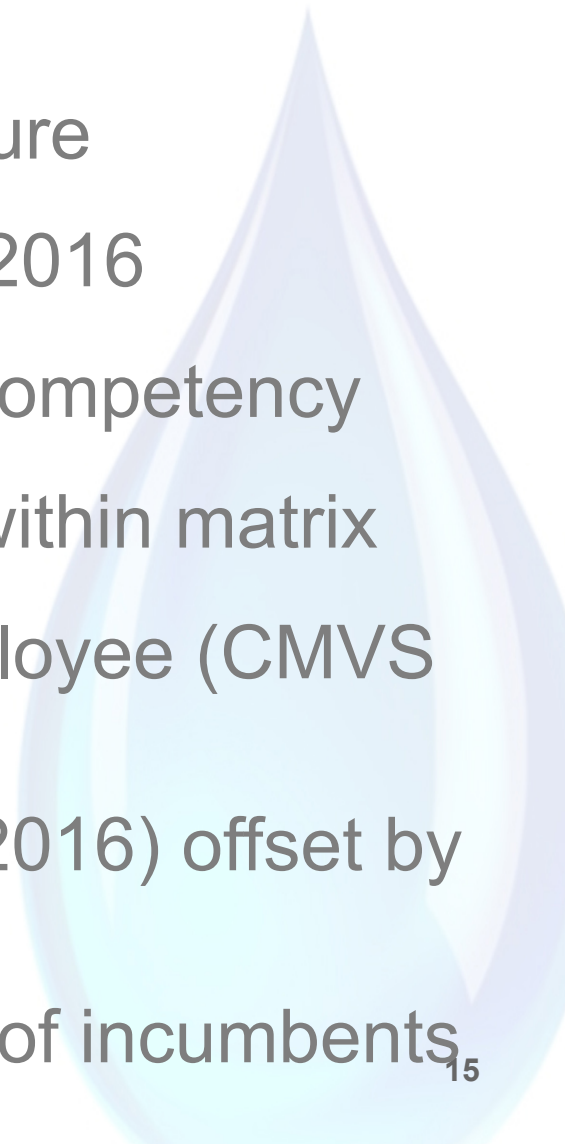 ure
2016
ompetency
within matrix
loyee (CMVS
2016) offset by
of incumbents
15